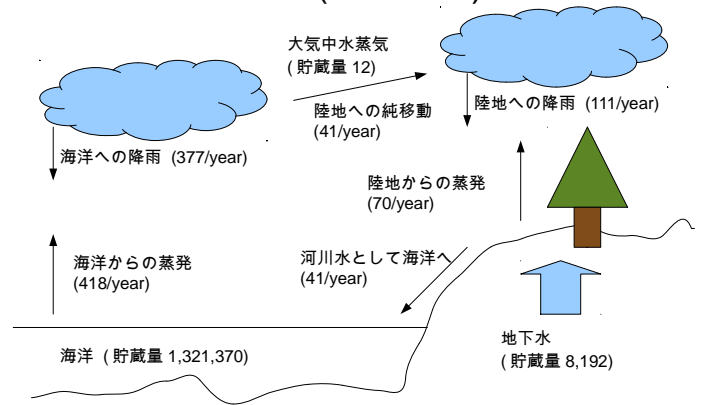 大気中水蒸気
(貯蔵量 12)
陸地への純移動
(41/year)
陸地への降雨 (111/year)
海洋への降雨 (377/year)
陸地からの蒸発
(70/year)
海洋からの蒸発
(418/year)
河川水として海洋へ
(41/year)
地下水
(貯蔵量 8,192)
海洋 (貯蔵量 1,321,370)